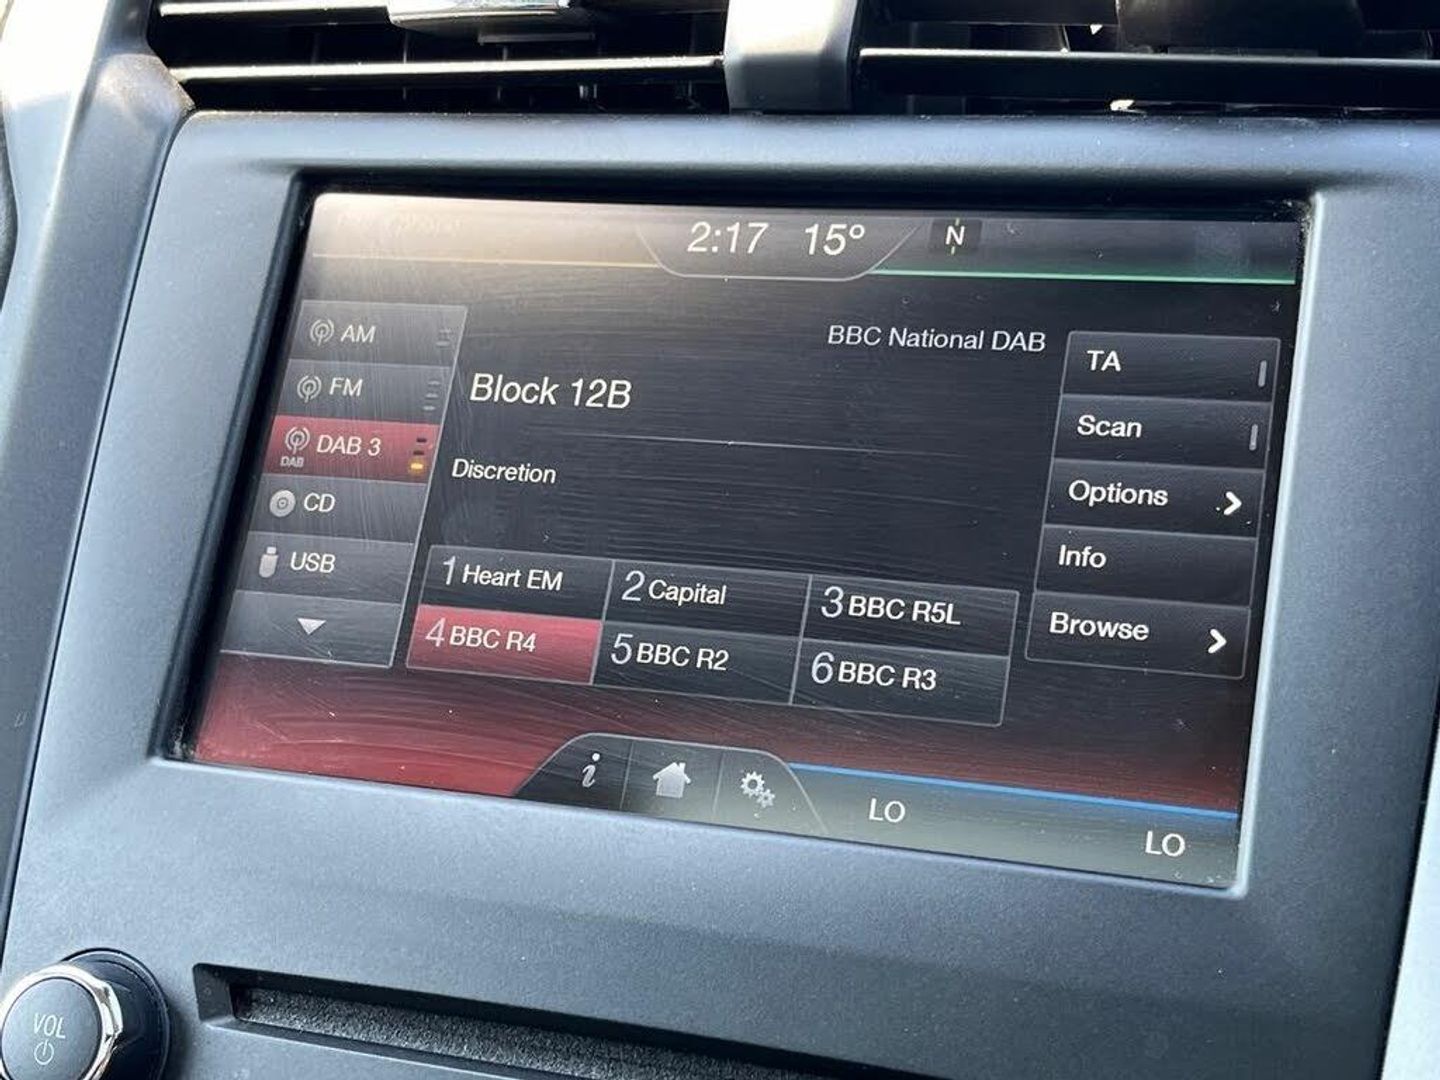 2:17 15° N
AM
FM
DAB 3
DAB
CD
USB
BBC National DAB
Block 12B
Discretion
1 Heart EM
2 Capital
3 BBC R5L
4 BBC R4
5 BBC R2
6 BBC R3
TA
Scan
Options
Info
Browse
i
LO
LO
VOL